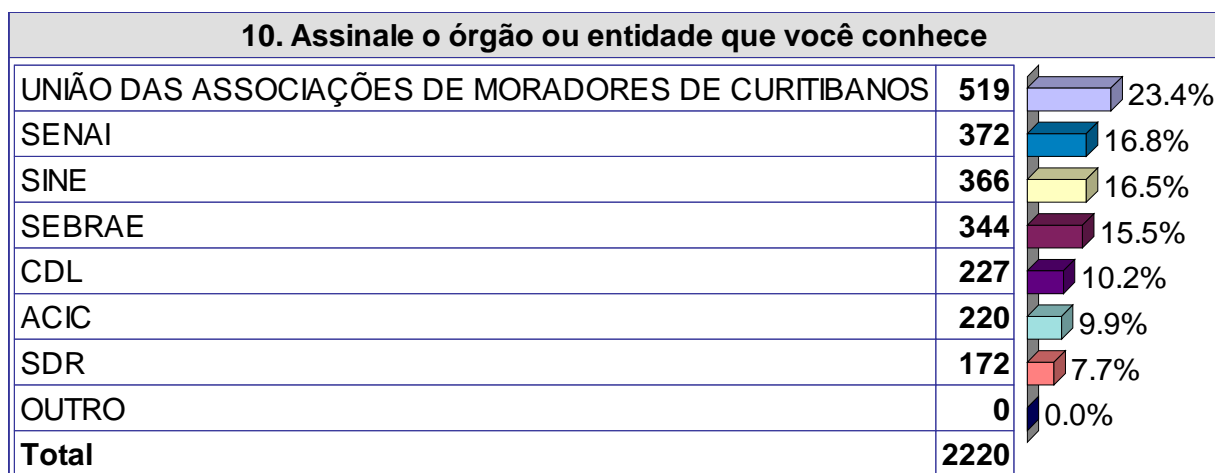 10. Assinale o órgão ou entidade que você conhece
UNIÃO DAS ASSOCIAÇÕES DE MORADORES DE CURITIBANOS 519 23.4%
SENAI 372 16.8%
SINE 366 16.5%
SEBRAE 344 15.5%
CDL 227 10.2%
ACIC 220 9.9%
SDR 172 7.7%
OUTRO 0 0.0%
Total 2220